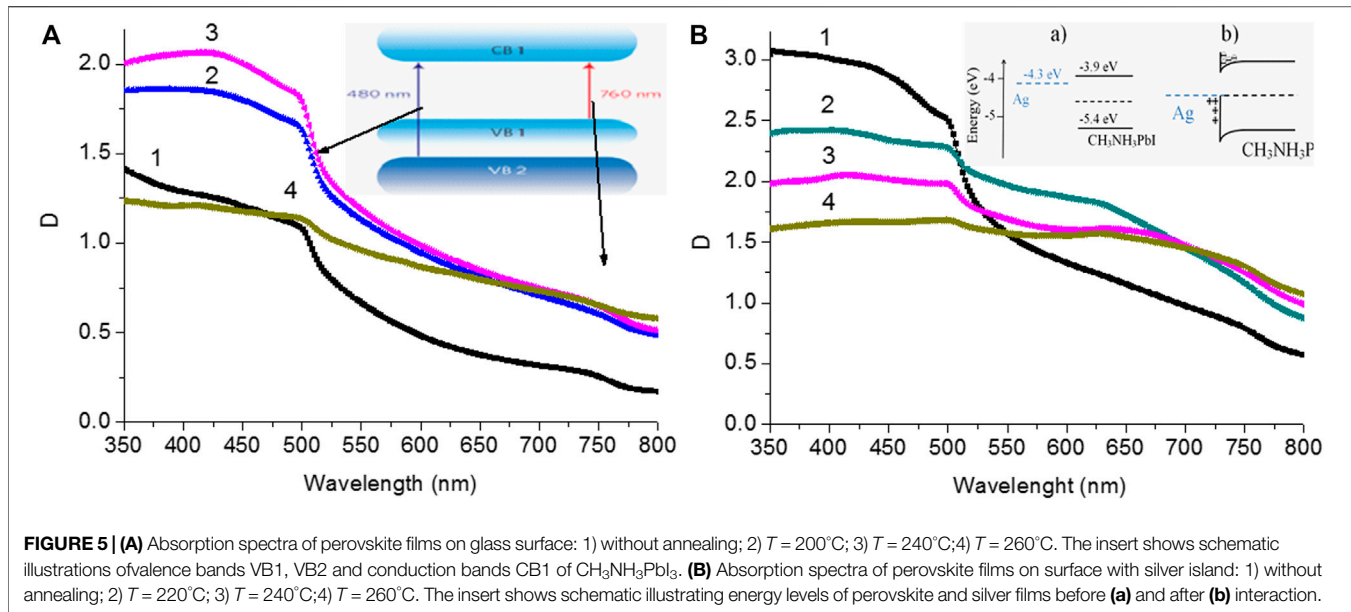 A
3
2
1
4
2.0
1.5
1.0
0.5
0.0
D
350 400 450 500 550 600 650 700 750 800
Wavelength (nm)
CB 1
480 nm
760 nm
VB 1
VB 2
B
1
2
3
4
3.0
2.5
2.0
1.5
1.0
0.5
0.0
D
350 400 450 500 550 600 650 700 750 800
Wavelenght (nm)
a)
b)
Energy (eV)
-4
-5
-4.3 eV
Ag
-3.9 eV
-5.4 eV
CH₃NH₃PbI
Ag
CH₃NH₃P
FIGURE 5 | (A) Absorption spectra of perovskite films on glass surface: 1) without annealing; 2) T = 200°C; 3) T = 240°C;4) T = 260°C. The insert shows schematic
illustrations ofvalence bands VB1, VB2 and conduction bands CB1 of CH₃NH₃PbI₃. (B) Absorption spectra of perovskite films on surface with silver island: 1) without
annealing; 2) T = 220°C; 3) T = 240°C;4) T = 260°C. The insert shows schematic illustrating energy levels of perovskite and silver films before (a) and after (b) interaction.